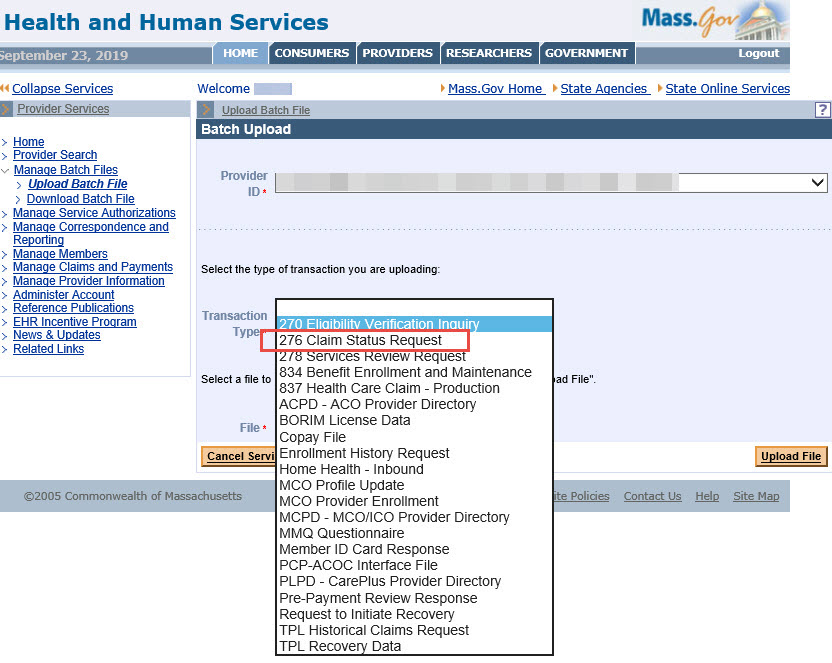 Health and Human Services
Mass.Gov
September 23, 2019
HOME CONSUMERS PROVIDERS RESEARCHERS GOVERNMENT
Logout
Collapse Services
Welcome
Mass.Gov Home State Agencies State Online Services
Provider Services
Upload Batch File
?
Batch Upload
Home
Provider Search
Manage Batch Files
Upload Batch File
Download Batch File
Manage Service Authorizations
Manage Correspondence and
Reporting
Manage Members
Manage Claims and Payments
Manage Provider Information
Administer Account
Reference Publications
EHR Incentive Program
News & Updates
Related Links
Provider
ID *
Select the type of transaction you are uploading:
Transaction
Type
270 Eligibility Verification Inquiry
276 Claim Status Request
278 Services Review Request
834 Benefit Enrollment and Maintenance
837 Health Care Claim - Production
ACPD - ACO Provider Directory
BORIM License Data
Copay File
Enrollment History Request
Home Health - Inbound
MCO Profile Update
MCO Provider Enrollment
MCPD - MCO/ICO Provider Directory
MMQ Questionnaire
Member ID Card Response
PCP-ACOC Interface File
PLPD - CarePlus Provider Directory
Pre-Payment Review Response
Request to Initiate Recovery
TPL Historical Claims Request
TPL Recovery Data
Select a file to
ad File".
File *
Cancel Servi
Upload File
©2005 Commonwealth of Massachusetts
ite Policies Contact Us Help Site Map